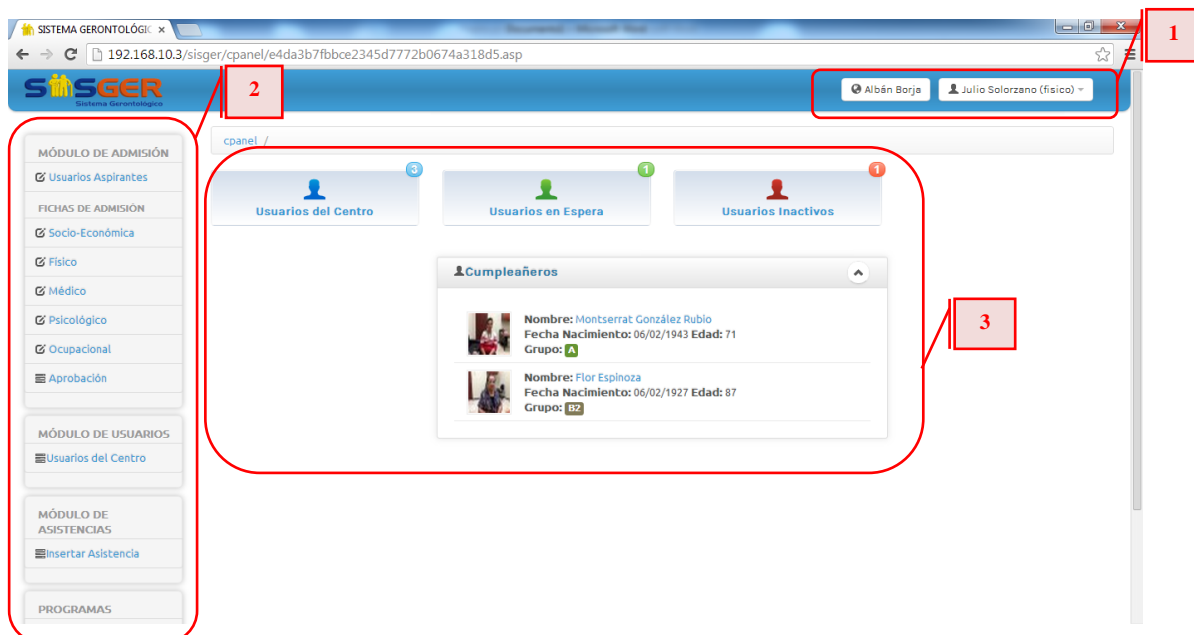 SISTEMA GERONTOLÓGIC
1
192.168.10.3/sisger/cpanel/e4da3b7fbbce2345d7772b0674a318d5.asp
SISGER
Sistema Gerontológico
2
Albán Borja
Julio Solorzano (fisico)
cpanel /
MÓDULO DE ADMISIÓN
Usuarios Aspirantes
FICHAS DE ADMISIÓN
Socio-Económica
Físico
Médico
Psicológico
Ocupacional
Aprobación
MÓDULO DE USUARIOS
Usuarios del Centro
MÓDULO DE
ASISTENCIAS
Insertar Asistencia
PROGRAMAS
3
Usuarios del Centro
1
Usuarios en Espera
1
Usuarios Inactivos
Cumpleañeros
Nombre: Montserrat González Rubio
Fecha Nacimiento: 06/02/1943 Edad: 71
Grupo: A
Nombre: Flor Espinoza
Fecha Nacimiento: 06/02/1927 Edad: 87
Grupo: B2
3